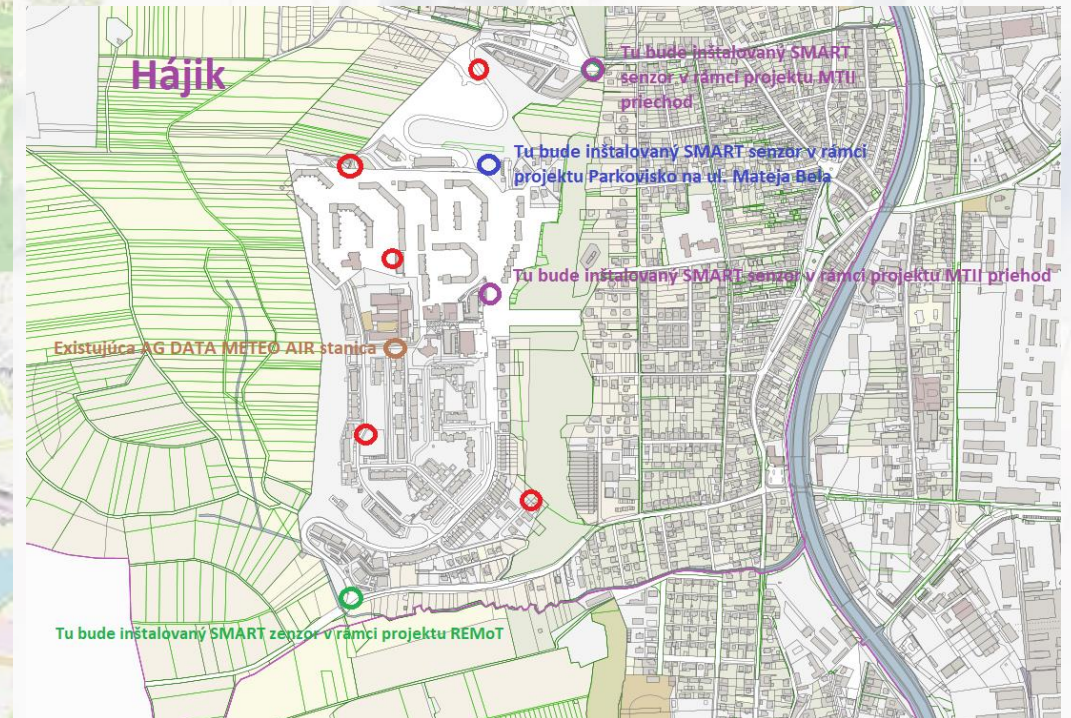 Hájik
Tu bude inštalovaný SMART
senzor v rámci projektu MTII
priechod
Tu bude inštalovaný SMART senzor v rámci
projektu Parkovisko na ul. Mateja Bela
Tu bude inštalovaný SMART senzor v rámci projektu MTII priehod
Existujúca AG DATA METEO AIR stanica
Tu bude inštalovaný SMART zenzor v rámci projektu REMoT